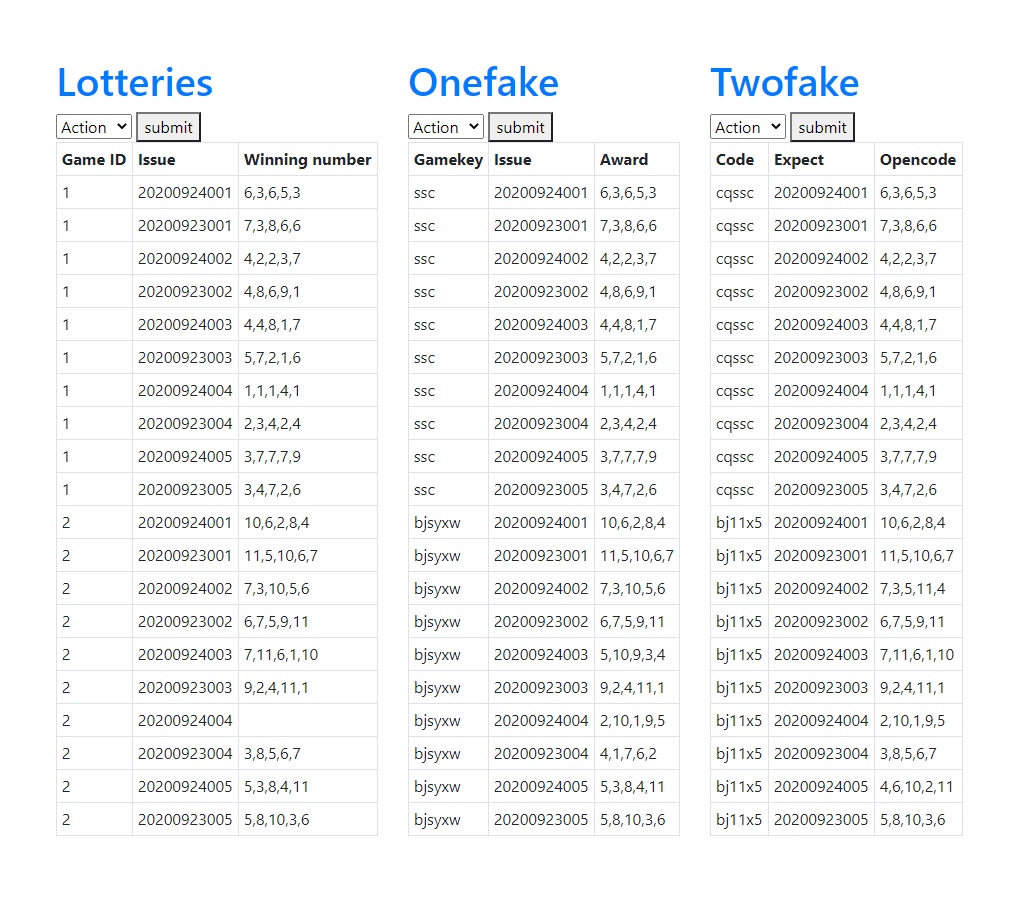 Lotteries Onefake Twofake
Action submit Action submit Action submit
Game ID Issue Winning number Gamekey Issue Award Code Expect Opencode
1 20200924001 6,3,6,5,3 ssc 20200924001 6,3,6,5,3 cqssc 20200924001 6,3,6,5,3
1 20200923001 7,3,8,6,6 ssc 20200923001 7,3,8,6,6 cqssc 20200923001 7,3,8,6,6
1 20200924002 4,2,2,3,7 ssc 20200924002 4,2,2,3,7 cqssc 20200924002 4,2,2,3,7
1 20200923002 4,8,6,9,1 ssc 20200923002 4,8,6,9,1 cqssc 20200923002 4,8,6,9,1
1 20200924003 4,4,8,1,7 ssc 20200924003 4,4,8,1,7 cqssc 20200924003 4,4,8,1,7
1 20200923003 5,7,2,1,6 ssc 20200923003 5,7,2,1,6 cqssc 20200923003 5,7,2,1,6
1 20200924004 1,1,1,4,1 ssc 20200924004 1,1,1,4,1 cqssc 20200924004 1,1,1,4,1
1 20200923004 2,3,4,2,4 ssc 20200923004 2,3,4,2,4 cqssc 20200923004 2,3,4,2,4
1 20200924005 3,7,7,7,9 ssc 20200924005 3,7,7,7,9 cqssc 20200924005 3,7,7,7,9
1 20200923005 3,4,7,2,6 ssc 20200923005 3,4,7,2,6 cqssc 20200923005 3,4,7,2,6
2 20200924001 10,6,2,8,4 bjsyxw 20200924001 10,6,2,8,4 bj11x5 20200924001 10,6,2,8,4
2 20200923001 11,5,10,6,7 bjsyxw 20200923001 11,5,10,6,7 bj11x5 20200923001 11,5,10,6,7
2 20200924002 7,3,10,5,6 bjsyxw 20200924002 7,3,10,5,6 bj11x5 20200924002 7,3,5,11,4
2 20200923002 6,7,5,9,11 bjsyxw 20200923002 6,7,5,9,11 bj11x5 20200923002 6,7,5,9,11
2 20200924003 7,11,6,1,10 bjsyxw 20200924003 5,10,9,3,4 bj11x5 20200924003 7,11,6,1,10
2 20200923003 9,2,4,11,1 bjsyxw 20200923003 9,2,4,11,1 bj11x5 20200923003 9,2,4,11,1
2 20200924004 bjsyxw 20200924004 2,10,1,9,5 bj11x5 20200924004 2,10,1,9,5
2 20200923004 3,8,5,6,7 bjsyxw 20200923004 4,1,7,6,2 bj11x5 20200923004 3,8,5,6,7
2 20200924005 5,3,8,4,11 bjsyxw 20200924005 5,3,8,4,11 bj11x5 20200924005 4,6,10,2,11
2 20200923005 5,8,10,3,6 bjsyxw 20200923005 5,8,10,3,6 bj11x5 20200923005 5,8,10,3,6